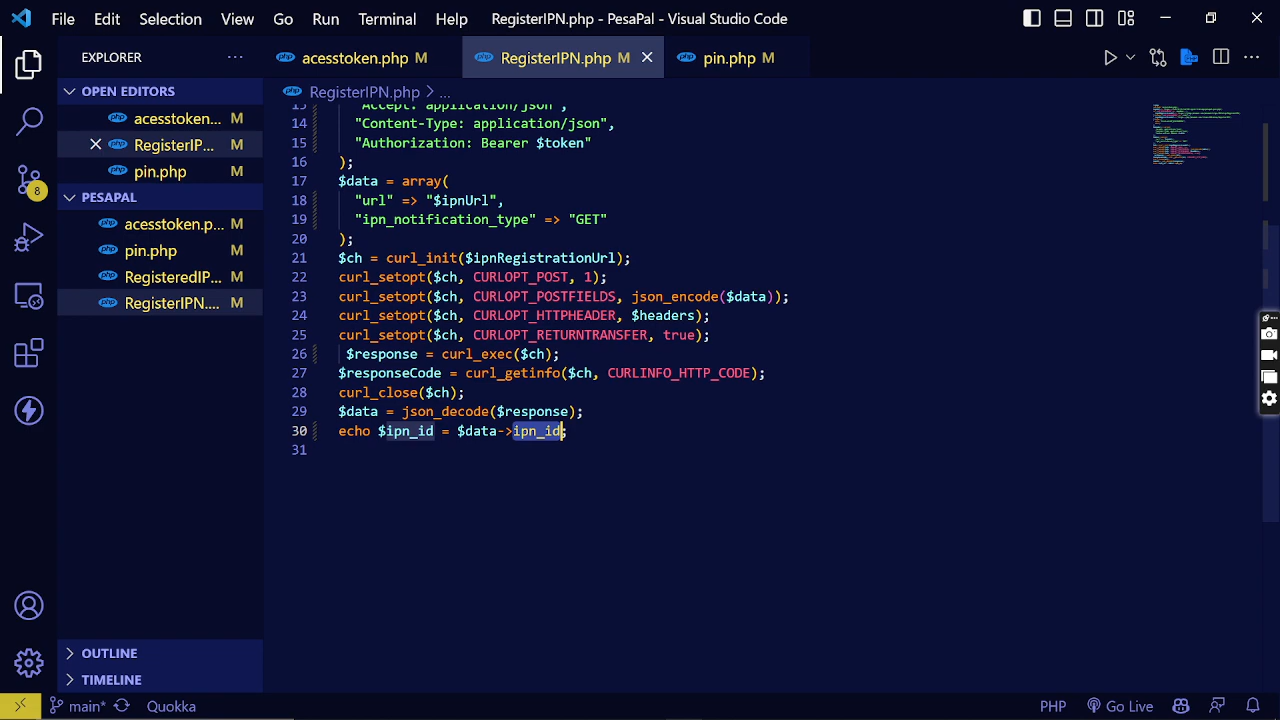 File Edit Selection View Go Run Terminal Help RegisterIPN.php - PesaPal - Visual Studio Code
EXPLORER
acesstoken.php M
RegisterIPN.php M
pin.php M
OPEN EDITORS
acesstoken... M
RegisterIP... M
pin.php M
PESAPAL
acesstoken.p... M
pin.php M
RegisteredIP... M
RegisterIPN.... M
OUTLINE
TIMELINE
RegisterIPN.php > ...
13 "Accept: application/json",
14 "Content-Type: application/json",
15 "Authorization: Bearer $token"
16 );
17 $data = array(
18 "url" => "$ipnUrl",
19 "ipn_notification_type" => "GET"
20 );
21 $ch = curl_init($ipnRegistrationUrl);
22 curl_setopt($ch, CURLOPT_POST, 1);
23 curl_setopt($ch, CURLOPT_POSTFIELDS, json_encode($data));
24 curl_setopt($ch, CURLOPT_HTTPHEADER, $headers);
25 curl_setopt($ch, CURLOPT_RETURNTRANSFER, true);
26 $response = curl_exec($ch);
27 $responseCode = curl_getinfo($ch, CURLINFO_HTTP_CODE);
28 curl_close($ch);
29 $data = json_decode($response);
30 echo $ipn_id = $data->ipn_id;
31
8
main* Quokka PHP Go Live